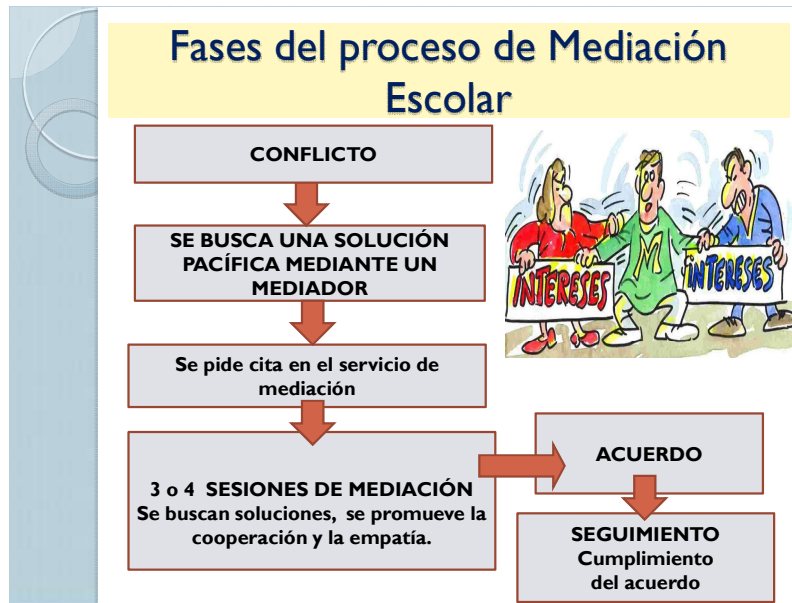 Fases del proceso de Mediación
Escolar
CONFLICTO
SE BUSCA UNA SOLUCIÓN
PACÍFICA MEDIANTE UN
MEDIADOR
Se pide cita en el servicio de
mediación
3 o 4 SESIONES DE MEDIACIÓN
Se buscan soluciones, se promueve la
cooperación y la empatía.
INTERESES
M
INTERESES
ACUERDO
SEGUIMIENTO
Cumplimiento
del acuerdo